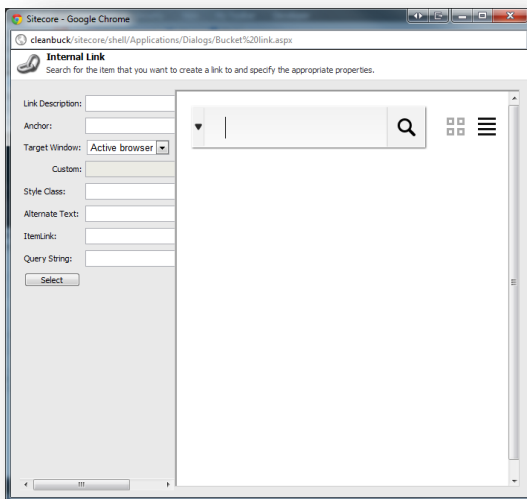 Sitecore - Google Chrome
cleanbuck/sitecore/shell/Applications/Dialogs/Bucket%20link.aspx
Internal Link
Search for the item that you want to create a link to and specify the appropriate properties.
Link Description:
Anchor:
Target Window: Active browser
Custom:
Style Class:
Alternate Text:
ItemLink:
Query String:
Select